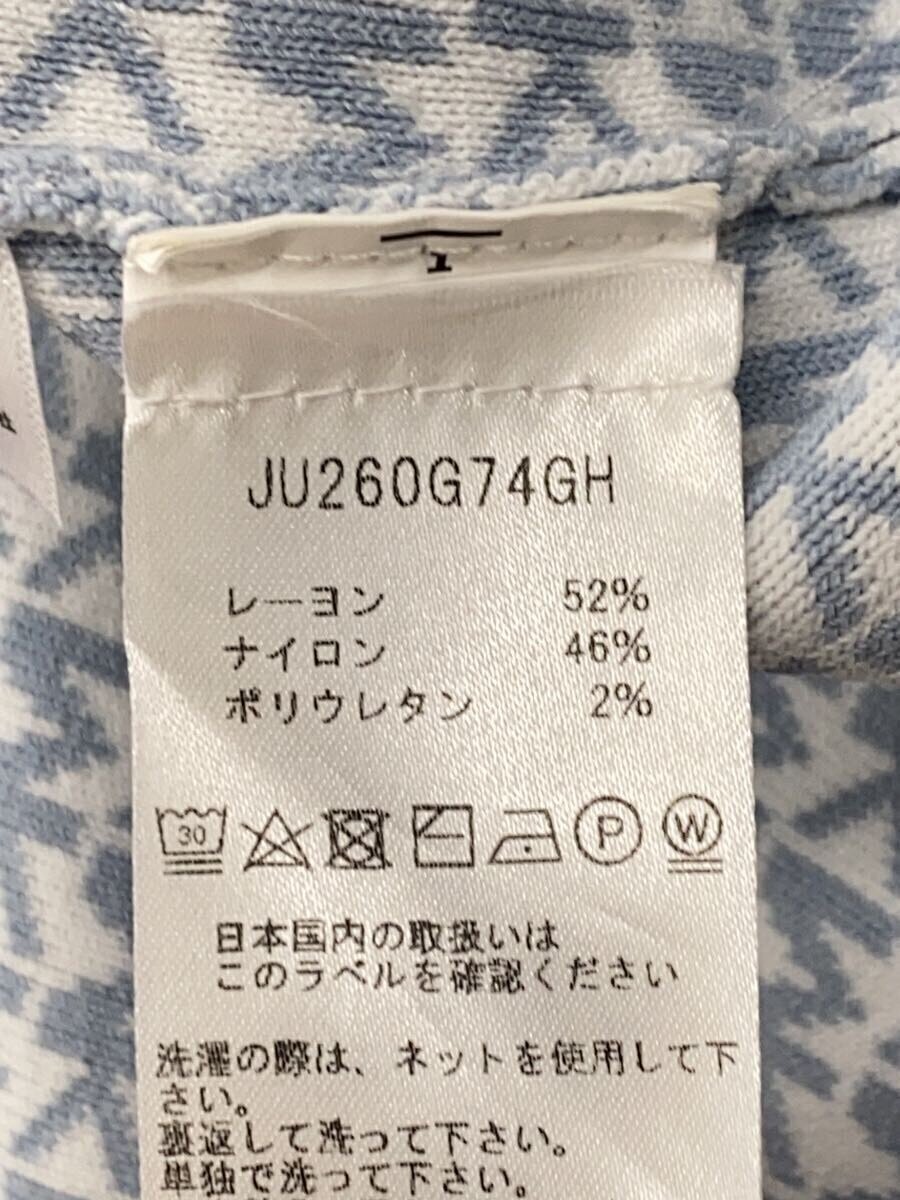 1
JU260G74GH
レーヨン 52%
ナイロン 46%
ポリウレタン 2%
30 P W
日本国内の取扱いは
このラベルを確認ください
洗濯の際は、ネットを使用して下
さい。
裏返して洗って下さい。
単独で洗って下さい。